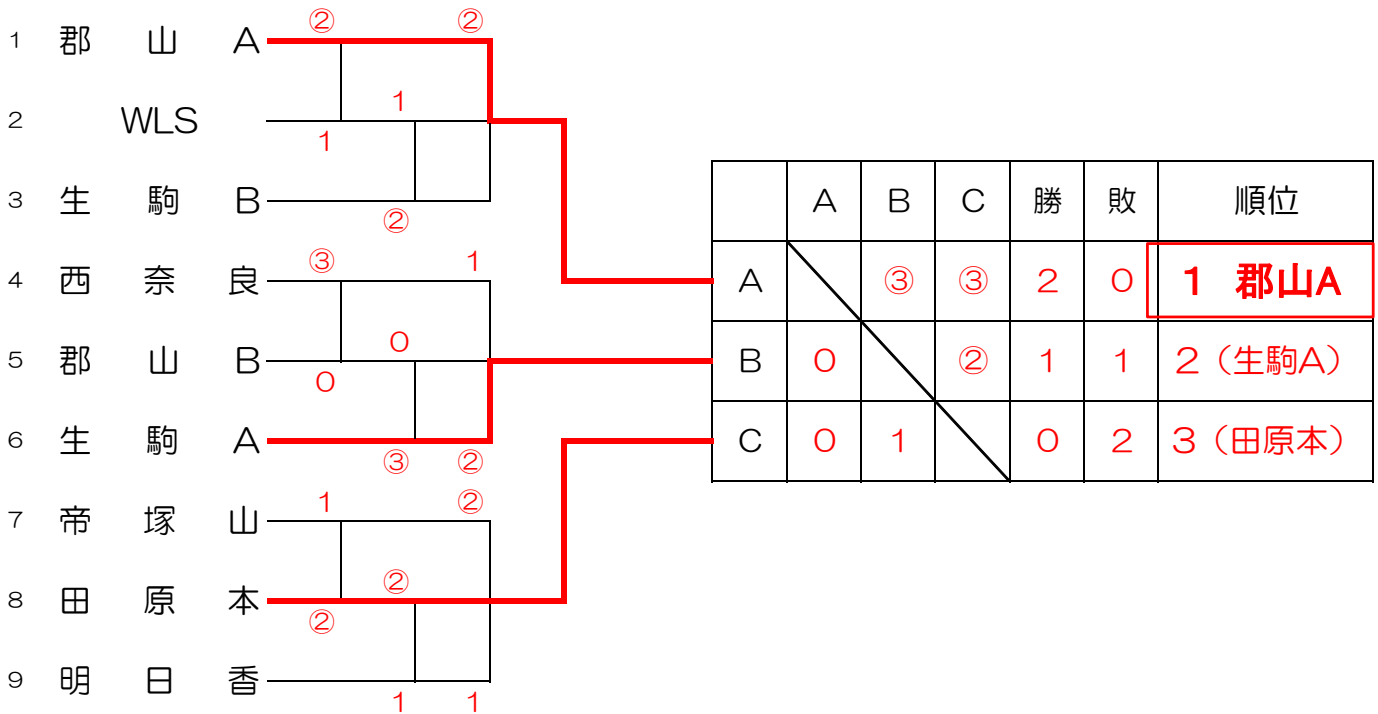 ② ②
1 郡 山 A
1
2 WLS
1
A B C 勝 敗 順位
3 生 駒 B
②
③ 1
4 西 奈 良
A ③ ③ 2 0 1 郡山A
0
5 郡 山 B
B 0 ② 1 1 2（生駒A）
0
6 生 駒 A
C 0 1 0 2 3（田原本）
③ ②
1 ②
7 帝 塚 山
②
8 田 原 本
②
9 明 日 香
1 1